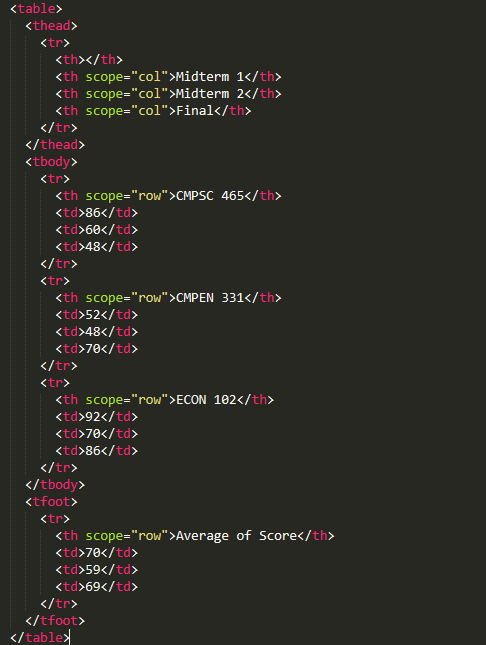 <table>
<thead>
<tr>
<th></th>
<th scope="col">Midterm 1</th>
<th scope="col">Midterm 2</th>
<th scope="col">Final</th>
</tr>
</thead>
<tbody>
<tr>
<th scope="row">CMPSC 465</th>
<td>86</td>
<td>60</td>
<td>48</td>
</tr>
<tr>
<th scope="row">CMPEN 331</th>
<td>52</td>
<td>48</td>
<td>70</td>
</tr>
<tr>
<th scope="row">ECON 102</th>
<td>92</td>
<td>70</td>
<td>86</td>
</tr>
</tbody>
<tfoot>
<tr>
<th scope="row">Average of Score</th>
<td>70</td>
<td>59</td>
<td>69</td>
</tr>
</tfoot>
</table>